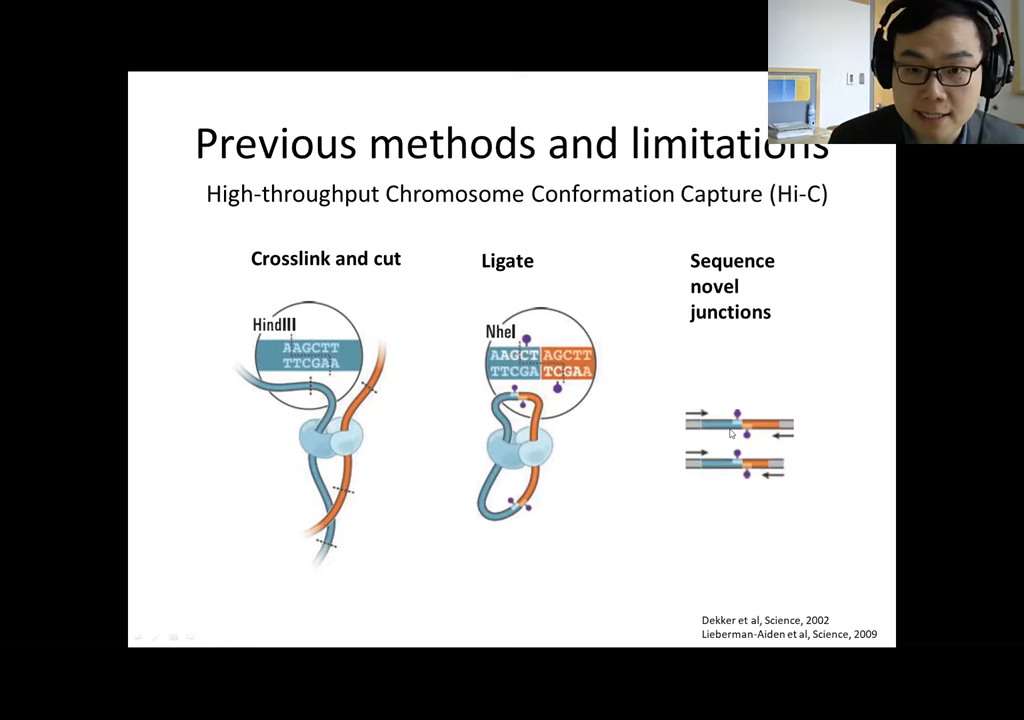 Previous methods and limitations
High-throughput Chromosome Conformation Capture (Hi-C)
Crosslink and cut
Ligate
Sequence
novel
junctions
HindIII
AAGCTT
TTCGAA
NheI
AAGCT AGCTT
TTCGA TCGAA
Dekker et al, Science, 2002
Lieberman-Aiden et al, Science, 2009